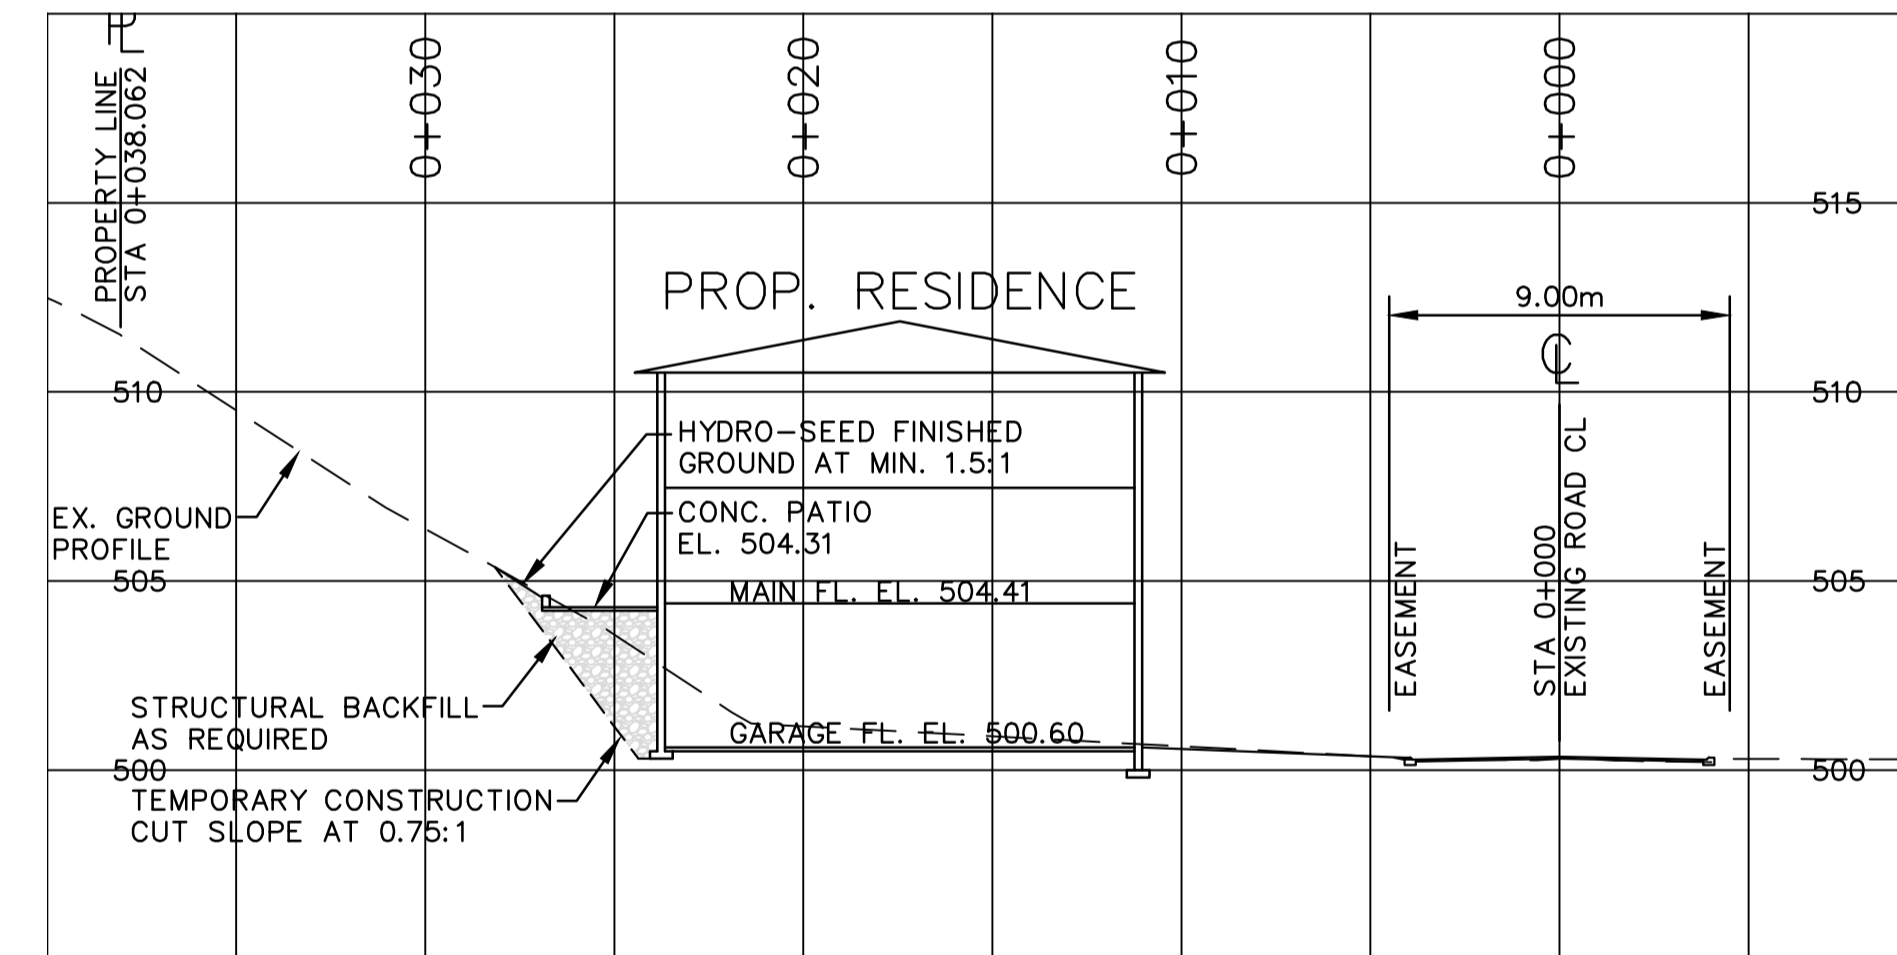 PL
PROPERTY LINE
STA 0+038.062
0+030
0+020
0+010
0+000
515
515
PROP. RESIDENCE
9.00m
CL
510
510
HYDRO-SEED FINISHED
GROUND AT MIN. 1.5:1
CONC. PATIO
EL. 504.31
EX. GROUND
PROFILE
505
MAIN FL. EL. 504.41
505
EASEMENT
STA 0+000
EXISTING ROAD CL
EASEMENT
STRUCTURAL BACKFILL
AS REQUIRED
GARAGE FL. EL. 500.60
500
500
TEMPORARY CONSTRUCTION
CUT SLOPE AT 0.75:1